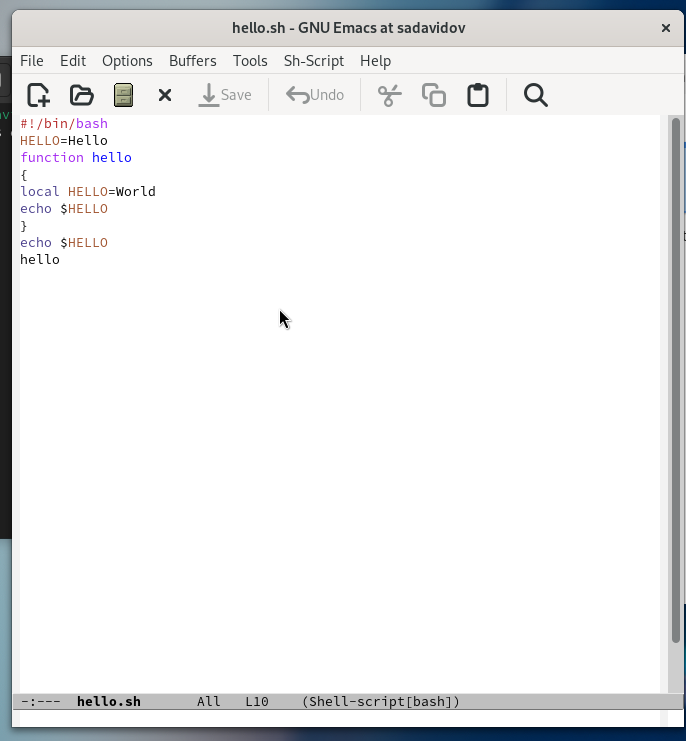 hello.sh - GNU Emacs at sadavidov
File Edit Options Buffers Tools Sh-Script Help
Save Undo
#!/bin/bash
HELLO=Hello
function hello
{
local HELLO=World
echo $HELLO
}
echo $HELLO
hello
-:--- hello.sh All L10 (Shell-script[bash])